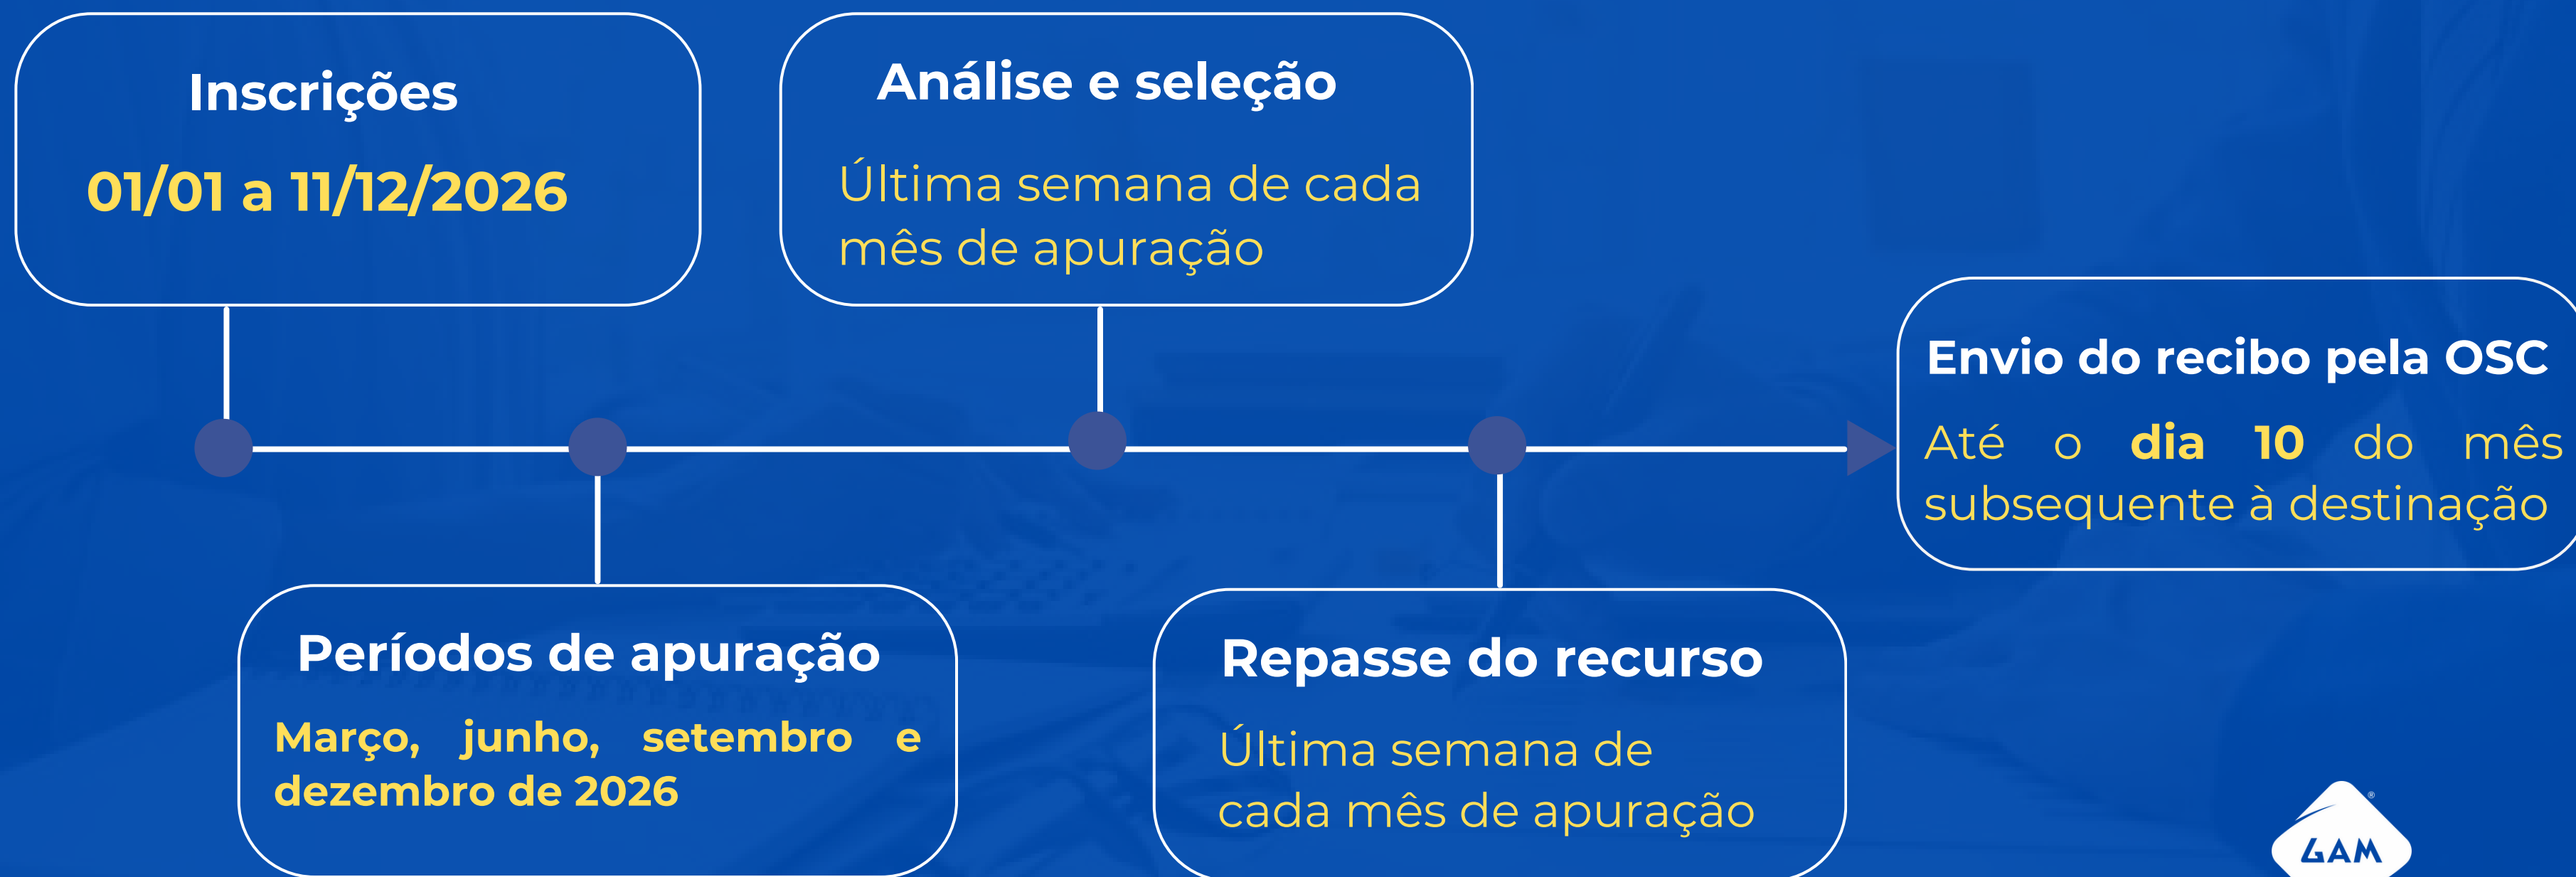 Inscrições
01/01 a 11/12/2026
Análise e seleção
Última semana de cada
mês de apuração
Envio do recibo pela OSC
Até o dia 10 do mês
subsequente à destinação
Períodos de apuração
Março, junho, setembro e
dezembro de 2026
Repasse do recurso
Última semana de
cada mês de apuração
®
GAM